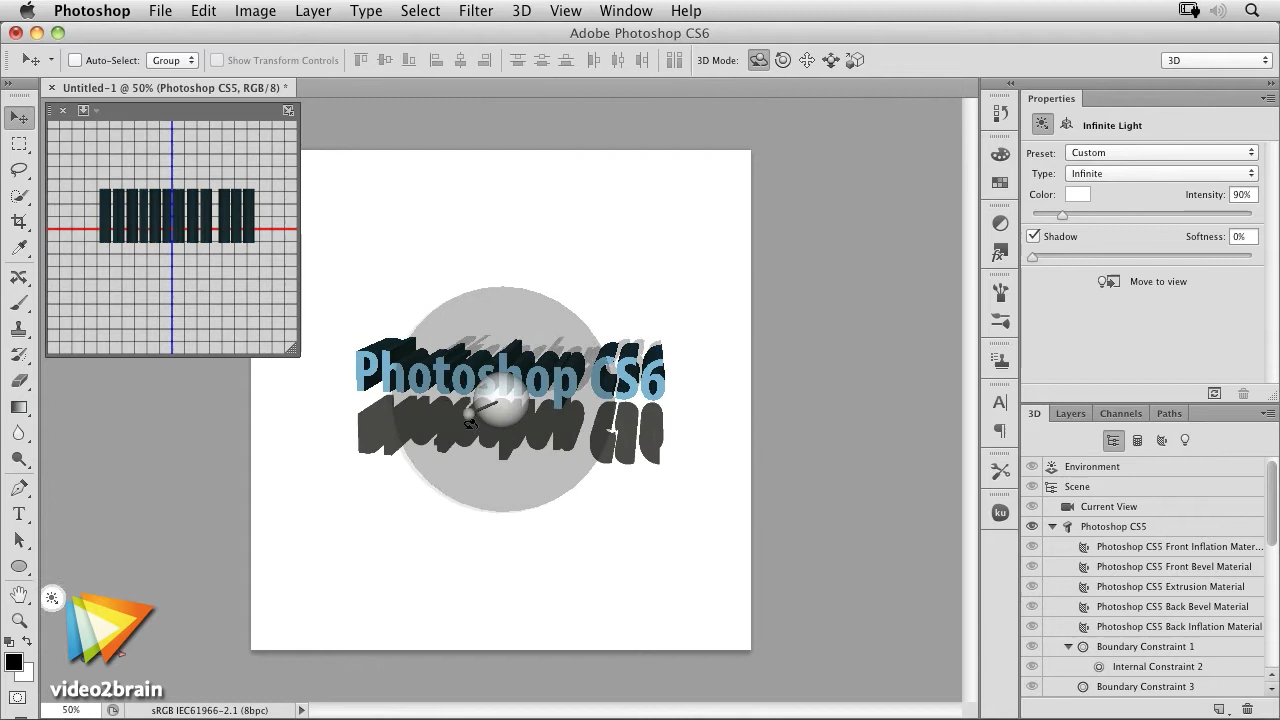 Photoshop File Edit Image Layer Type Select Filter 3D View Window Help
Adobe Photoshop CS6
Auto-Select: Group Show Transform Controls 3D Mode: 3D
Untitled-1 @ 50% (Photoshop CS5, RGB/8) *
Properties
Infinite Light
Preset: Custom
Type: Infinite
Color: Intensity: 90%
Shadow Softness: 0%
Move to view
Photoshop CS6
3D Layers Channels Paths
Environment
Scene
Current View
Photoshop CS5
Photoshop CS5 Front Inflation Mater...
Photoshop CS5 Front Bevel Material
Photoshop CS5 Extrusion Material
Photoshop CS5 Back Bevel Material
Photoshop CS5 Back Inflation Material
Boundary Constraint 1
Internal Constraint 2
Boundary Constraint 3
ku
video2brain
50% sRGB IEC61966-2.1 (8bpc)